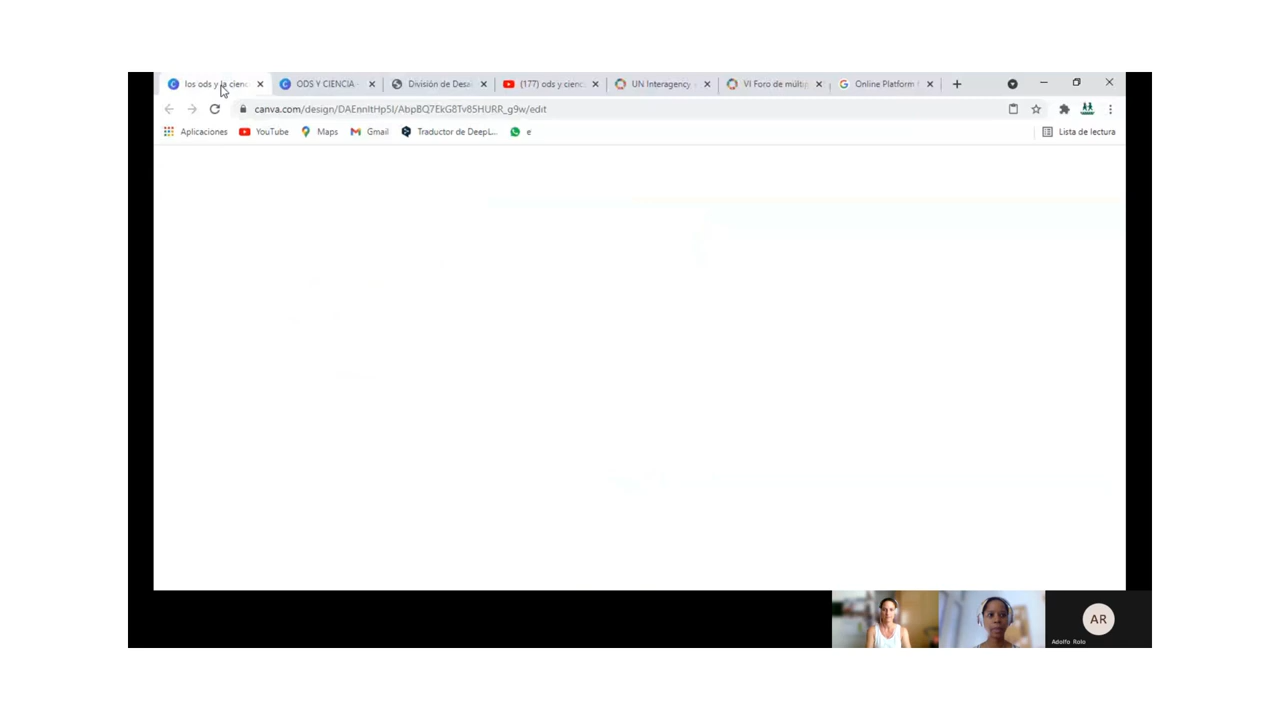 los ods y la cienc
ODS Y CIENCIA -
División de Desa
(177) ods y cienc
UN Interagency
VI Foro de múltip
Online Platform f
canva.com/design/DAEnnItHp5I/AbpBQ7EkG8Tv85HURR_g9w/edit
Aplicaciones YouTube Maps Gmail Traductor de DeepL... e Lista de lectura
AR
Adolfo Rolo